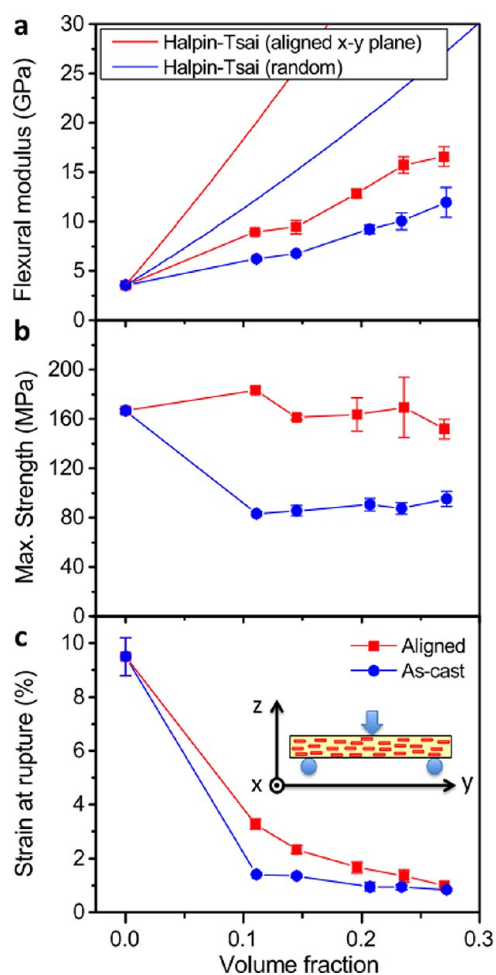 a
Halpin-Tsai (aligned x-y plane)
Halpin-Tsai (random)
Flexural modulus (GPa)
30
25
20
15
10
5
0
b
Max. Strength (MPa)
200
160
120
80
40
0
c
Aligned
As-cast
Strain at rupture (%)
10
8
6
4
2
0
z
x
y
0.0
0.1
0.2
0.3
Volume fraction